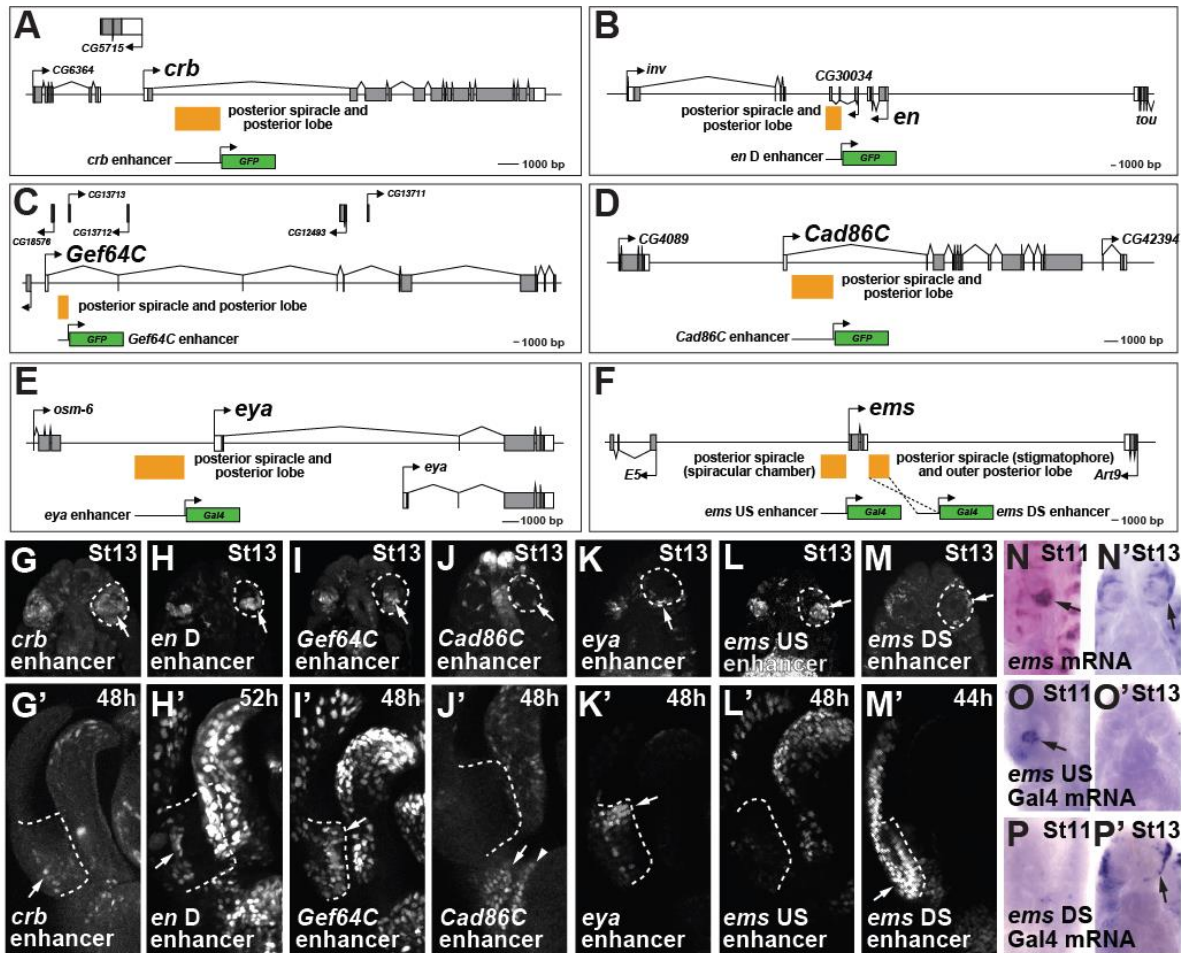 A
CG5715
CG6364
crb
posterior spiracle and
posterior lobe
crb enhancer
GFP
1000 bp
B
inv
CG30034
posterior spiracle and
posterior lobe
en
tou
en D enhancer
GFP
1000 bp
C
CG13713
CG13711
CG18576
CG13712
CG12493
Gef64C
posterior spiracle and posterior lobe
GFP
Gef64C enhancer
1000 bp
D
CG4089
Cad86C
CG42394
posterior spiracle and
posterior lobe
Cad86C enhancer
GFP
1000 bp
E
osm-6
eya
posterior spiracle and
posterior lobe
eya
eya enhancer
Gal4
1000 bp
F
ems
E5
posterior spiracle
(spiracular chamber)
posterior spiracle (stigmatophore)
and outer posterior lobe
Art9
ems US enhancer
Gal4
Gal4
ems DS enhancer
1000 bp
G St13
crb
enhancer
H St13
en D
enhancer
I St13
Gef64C
enhancer
J St13
Cad86C
enhancer
K St13
eya
enhancer
L St13
ems US
enhancer
M St13
ems DS
enhancer
N St11
N' St13
ems mRNA
G' 48h
crb
enhancer
H' 52h
en D
enhancer
I' 48h
Gef64C
enhancer
J' 48h
Cad86C
enhancer
K' 48h
eya
enhancer
L' 48h
ems US
enhancer
M' 44h
ems DS
enhancer
O St11
O' St13
ems US
Gal4 mRNA
P St11
P' St13
ems DS
Gal4 mRNA